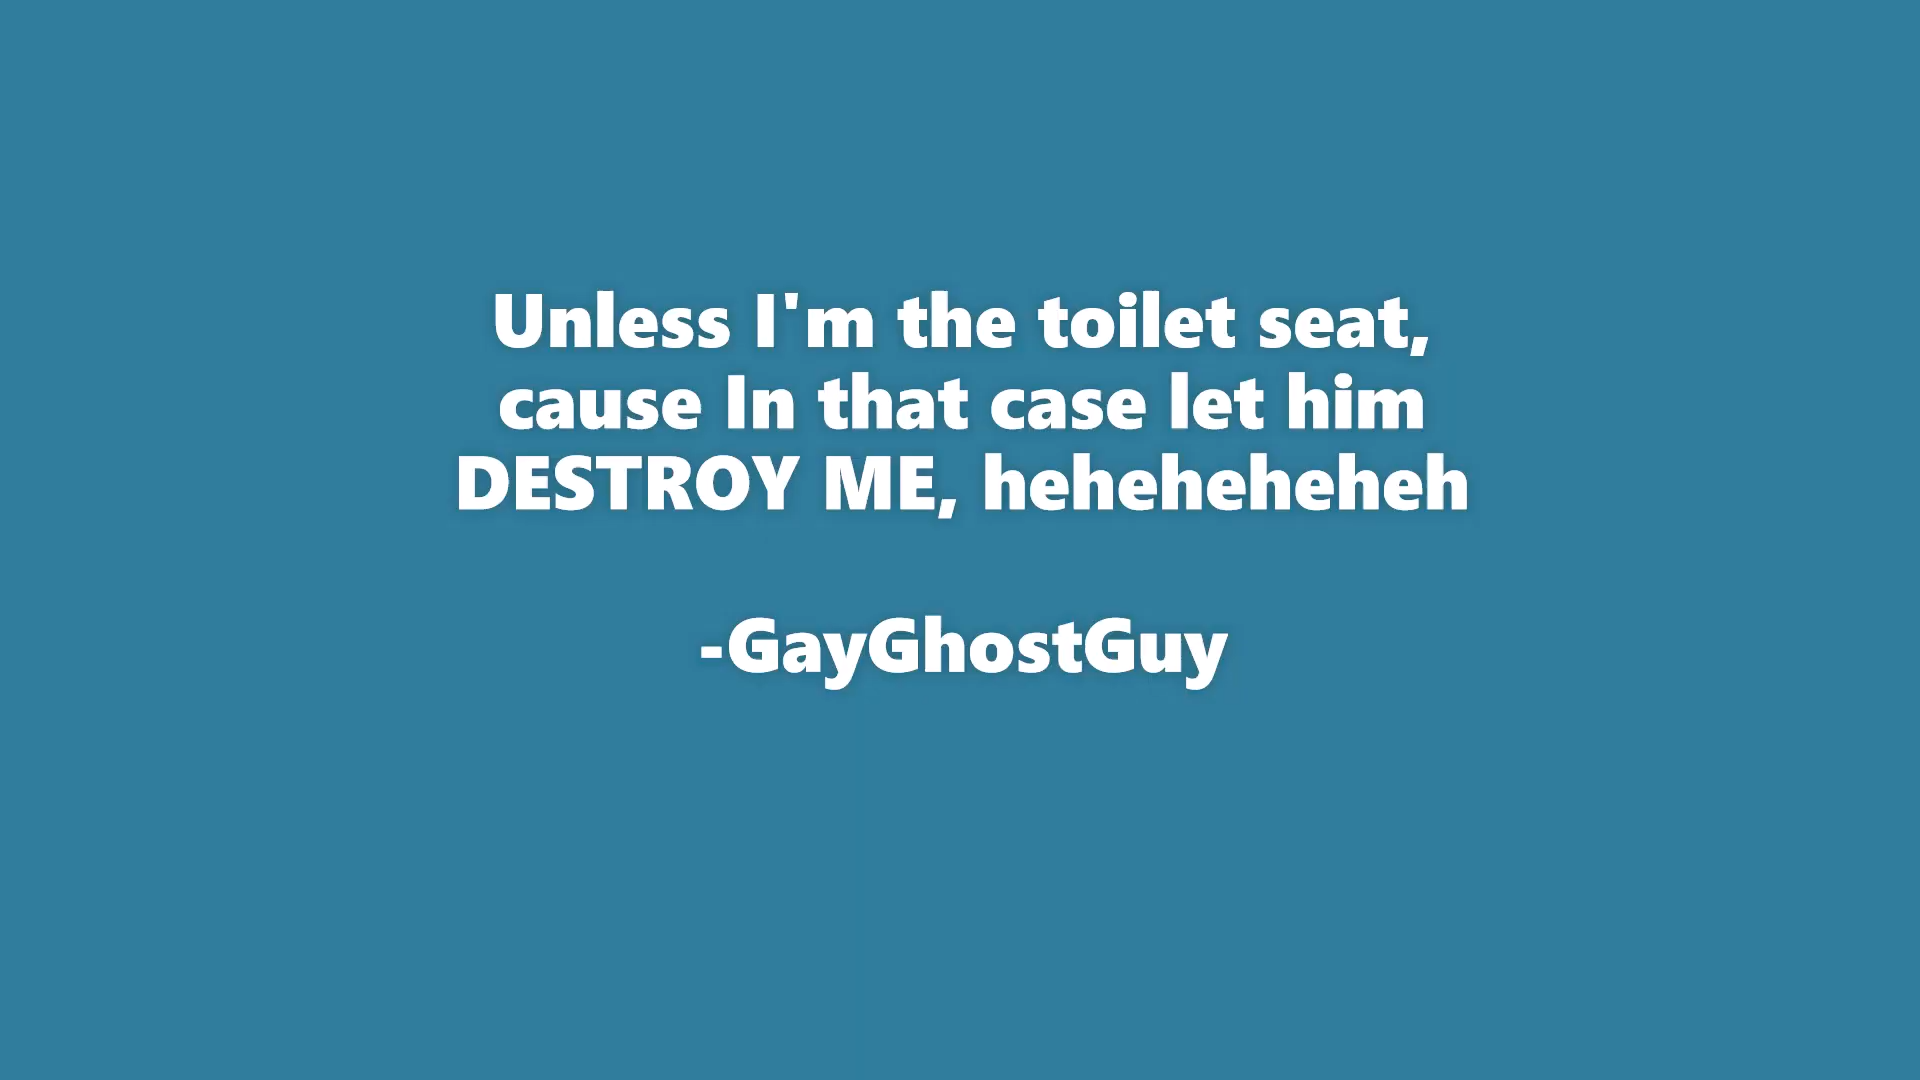 Unless I'm the toilet seat,
cause In that case let him
DESTROY ME, heheheheheh
-GayGhostGuy